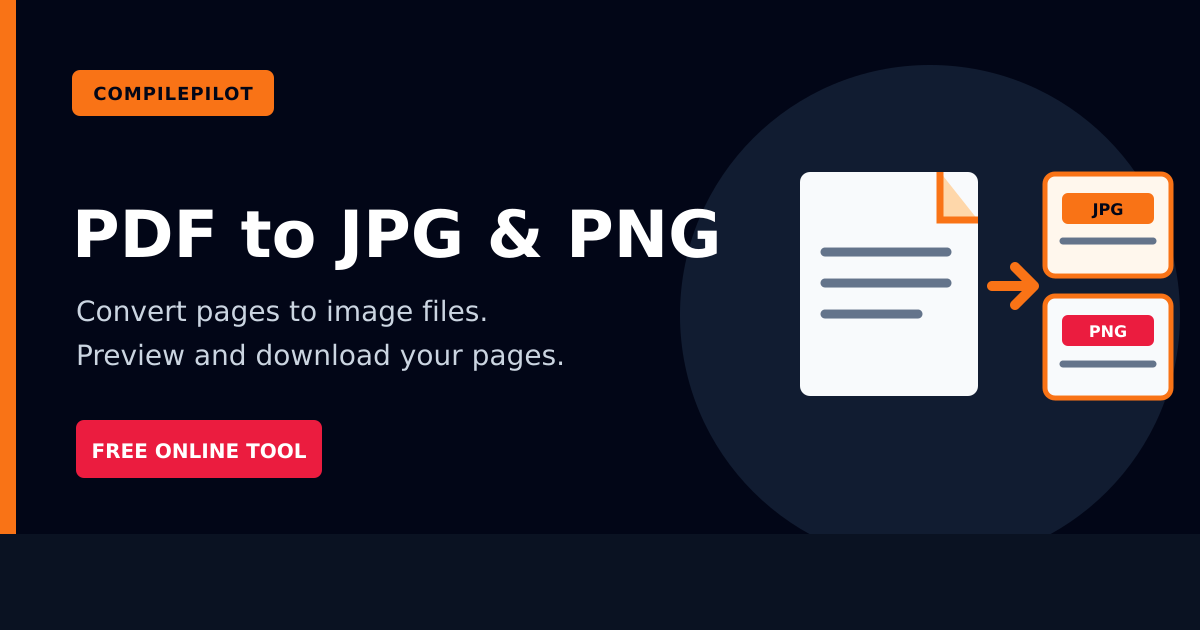 COMPILEPILOT
PDF to JPG & PNG
Convert pages to image files.
Preview and download your pages.
FREE ONLINE TOOL
JPG
PNG